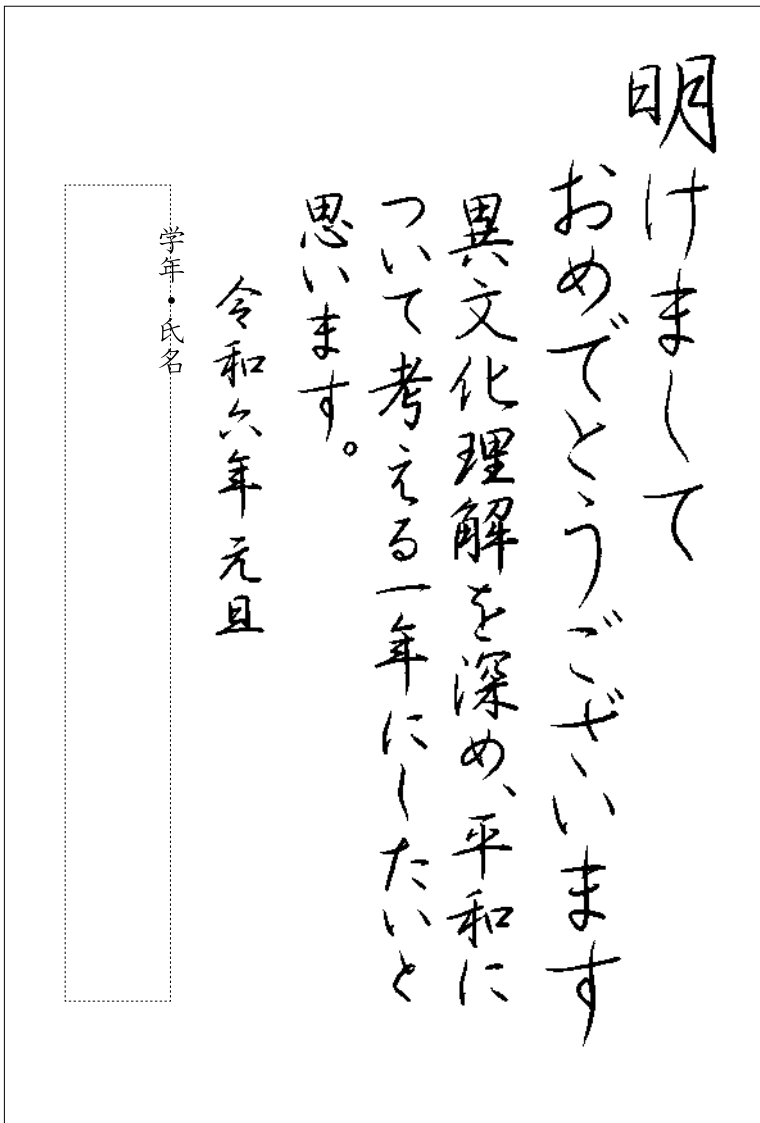 明けまして
おめでとうございます
異文化理解を深め、平和に
ついて考える一年にしたいと
思います。
令和六年元旦
学年・氏名